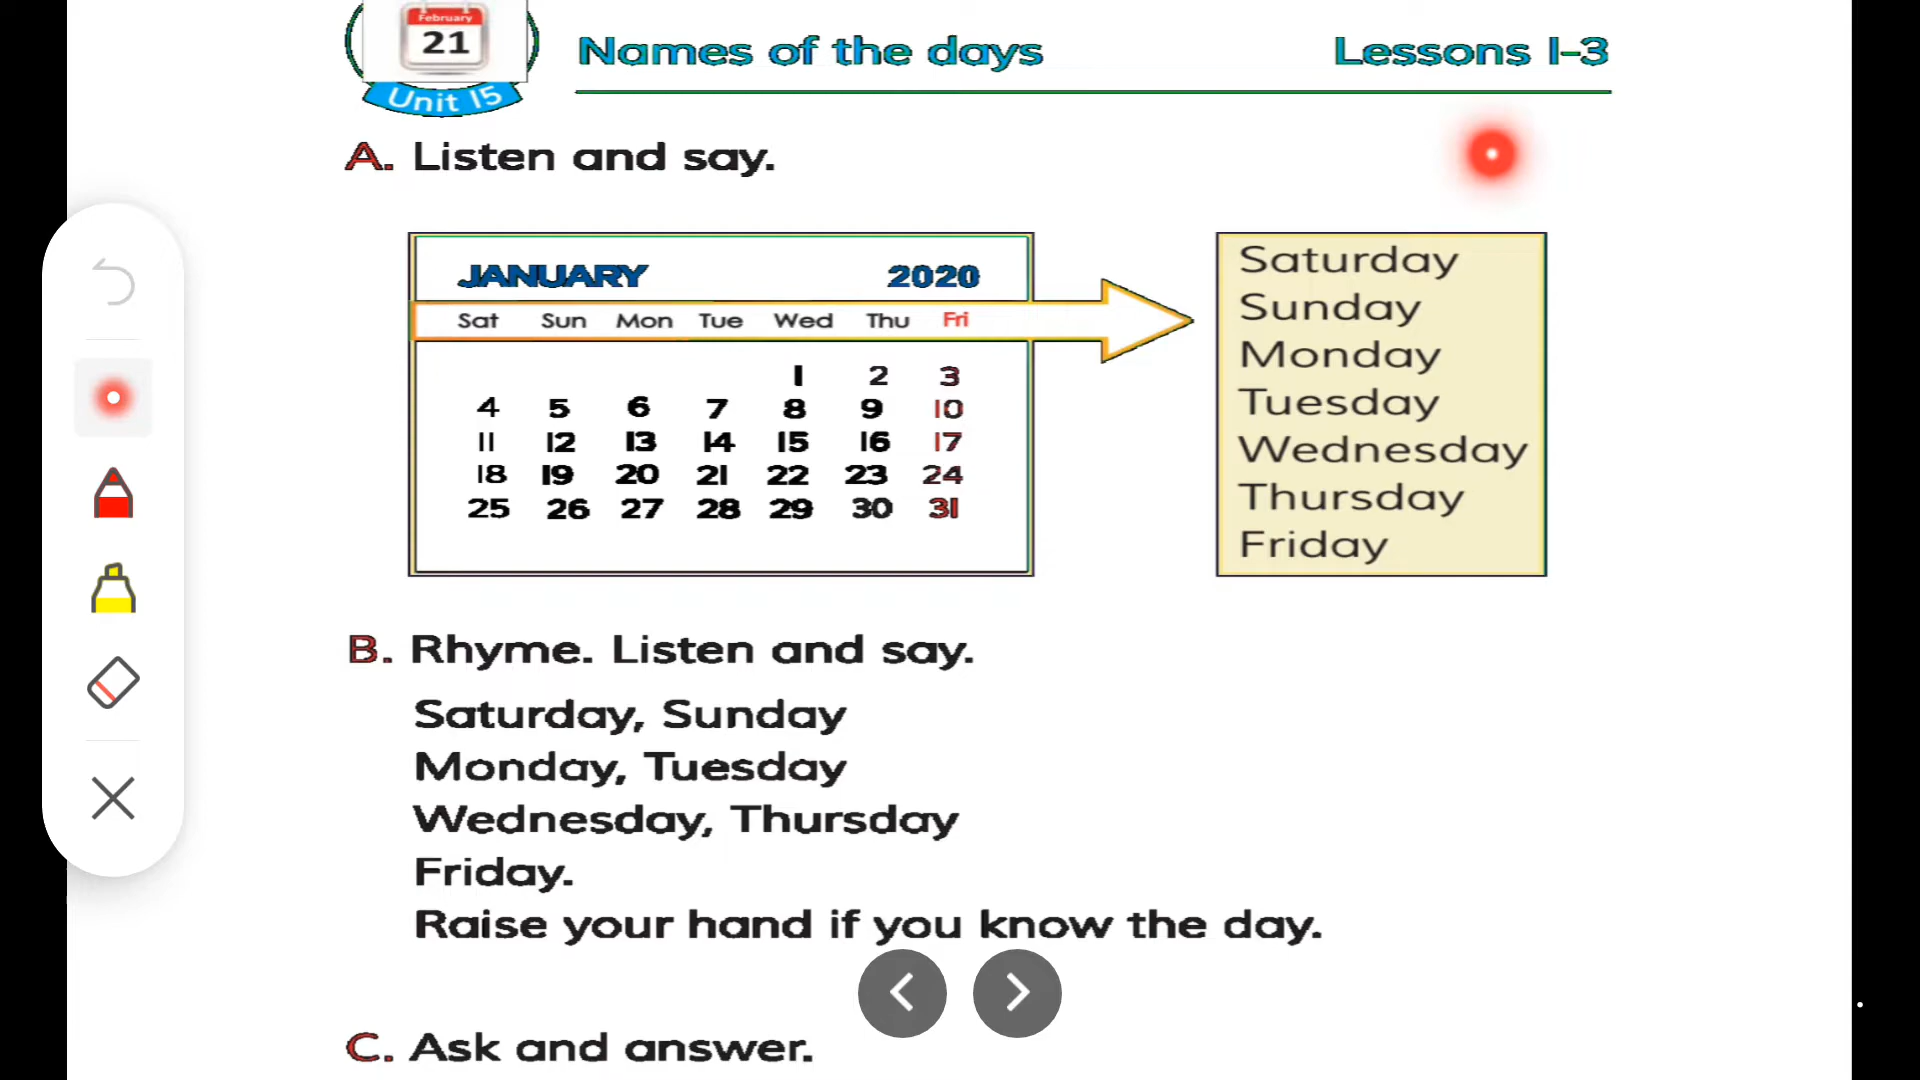 February
21
Unit 15
Names of the days Lessons 1-3
A. Listen and say.
JANUARY 2020
Sat Sun Mon Tue Wed Thu Fri
1 2 3
4 5 6 7 8 9 10
11 12 13 14 15 16 17
18 19 20 21 22 23 24
25 26 27 28 29 30 31
Saturday
Sunday
Monday
Tuesday
Wednesday
Thursday
Friday
B. Rhyme. Listen and say.
Saturday, Sunday
Monday, Tuesday
Wednesday, Thursday
Friday.
Raise your hand if you know the day.
C. Ask and answer.